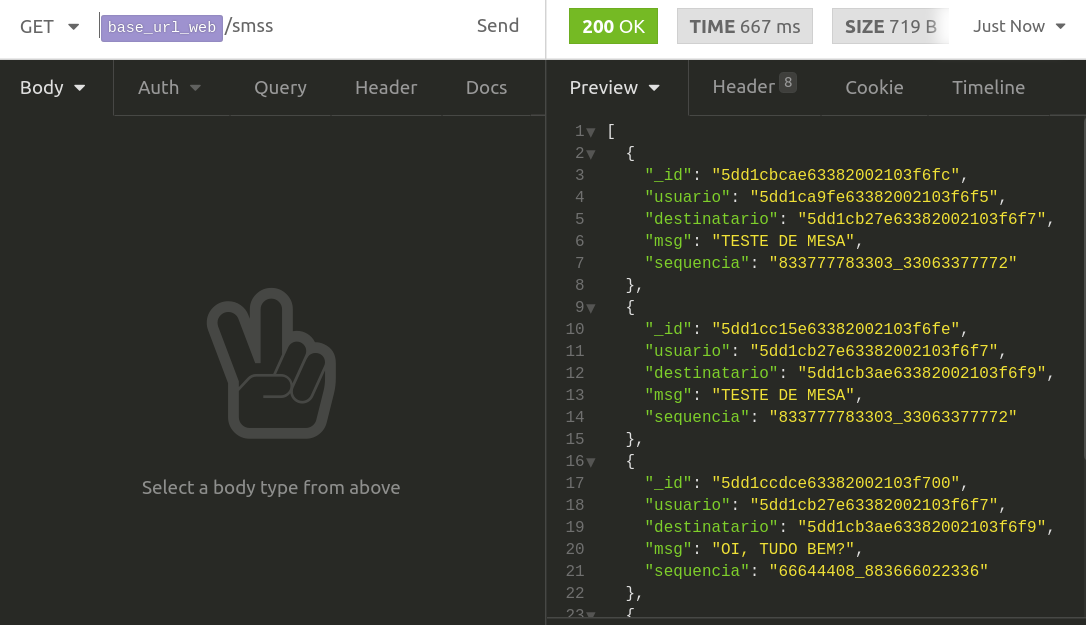 GET base_url_web/smss Send
200 OK TIME 667 ms SIZE 719 B Just Now
Body Auth Query Header Docs
Preview Header 8 Cookie Timeline
Select a body type from above
1 [
2 {
3 "_id": "5dd1cbcae63382002103f6fc",
4 "usuario": "5dd1ca9fe63382002103f6f5",
5 "destinatario": "5dd1cb27e63382002103f6f7",
6 "msg": "TESTE DE MESA",
7 "sequencia": "833777783303_33063377772"
8 },
9 {
10 "_id": "5dd1cc15e63382002103f6fe",
11 "usuario": "5dd1cb27e63382002103f6f7",
12 "destinatario": "5dd1cb3ae63382002103f6f9",
13 "msg": "TESTE DE MESA",
14 "sequencia": "833777783303_33063377772"
15 },
16 {
17 "_id": "5dd1ccdce63382002103f700",
18 "usuario": "5dd1cb27e63382002103f6f7",
19 "destinatario": "5dd1cb3ae63382002103f6f9",
20 "msg": "OI, TUDO BEM?",
21 "sequencia": "66644408_883666022336"
22 },
23 {